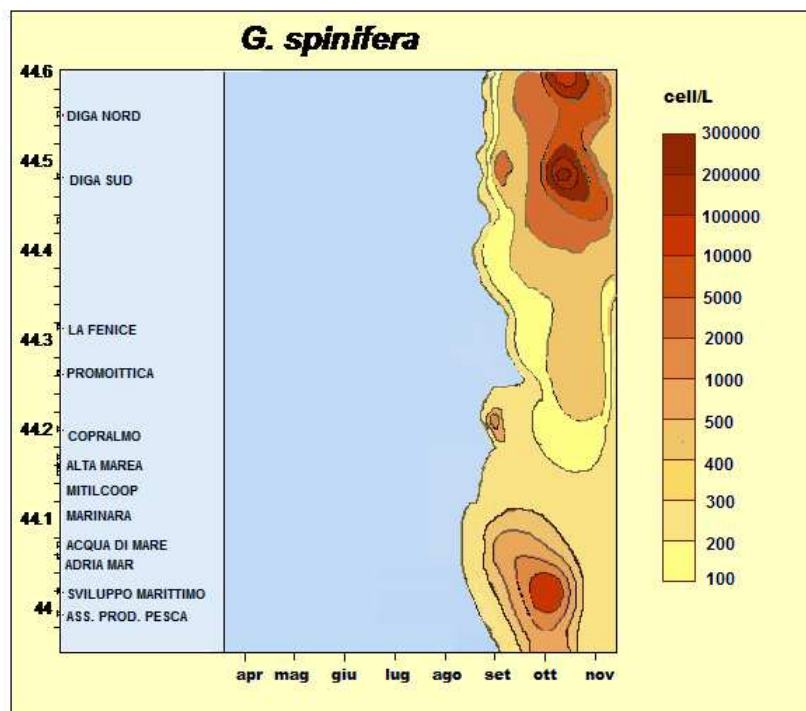 G. spinifera
44.6
44.5
44.4
44.3
44.2
44.1
44
DIGA NORD
DIGA SUD
LA FENICE
PROMOITTICA
COPRALMO
ALTA MAREA
MITILCOOP
MARINARA
ACQUA DI MARE
ADRIA MAR
SVILUPPO MARITTIMO
ASS. PROD. PESCA
apr mag giu lug ago set ott nov
cell/L
300000
200000
100000
10000
5000
2000
1000
500
400
300
200
100